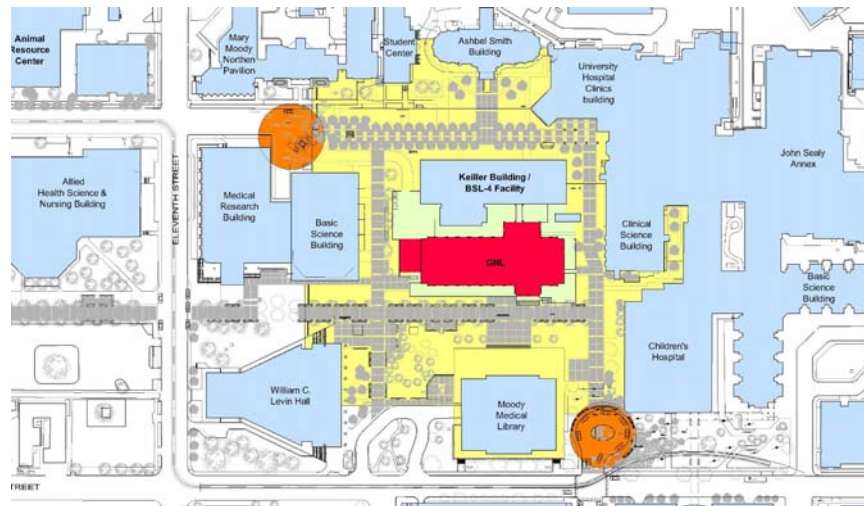 Animal
Resource
Center
Mary
Moody
Northen
Pavilion
Student
Center
Ashbel Smith
Building
University
Hospital
Clinics
building
John Sealy
Annex
Allied
Health Science &
Nursing Building
ELEVENTH STREET
Medical
Research
Building
Basic
Science
Building
Keiller Building /
BSL-4 Facility
GNL
Clinical
Science
Building
Basic
Science
Building
Children's
Hospital
William C.
Levin Hall
Moody
Medical
Library
STREET